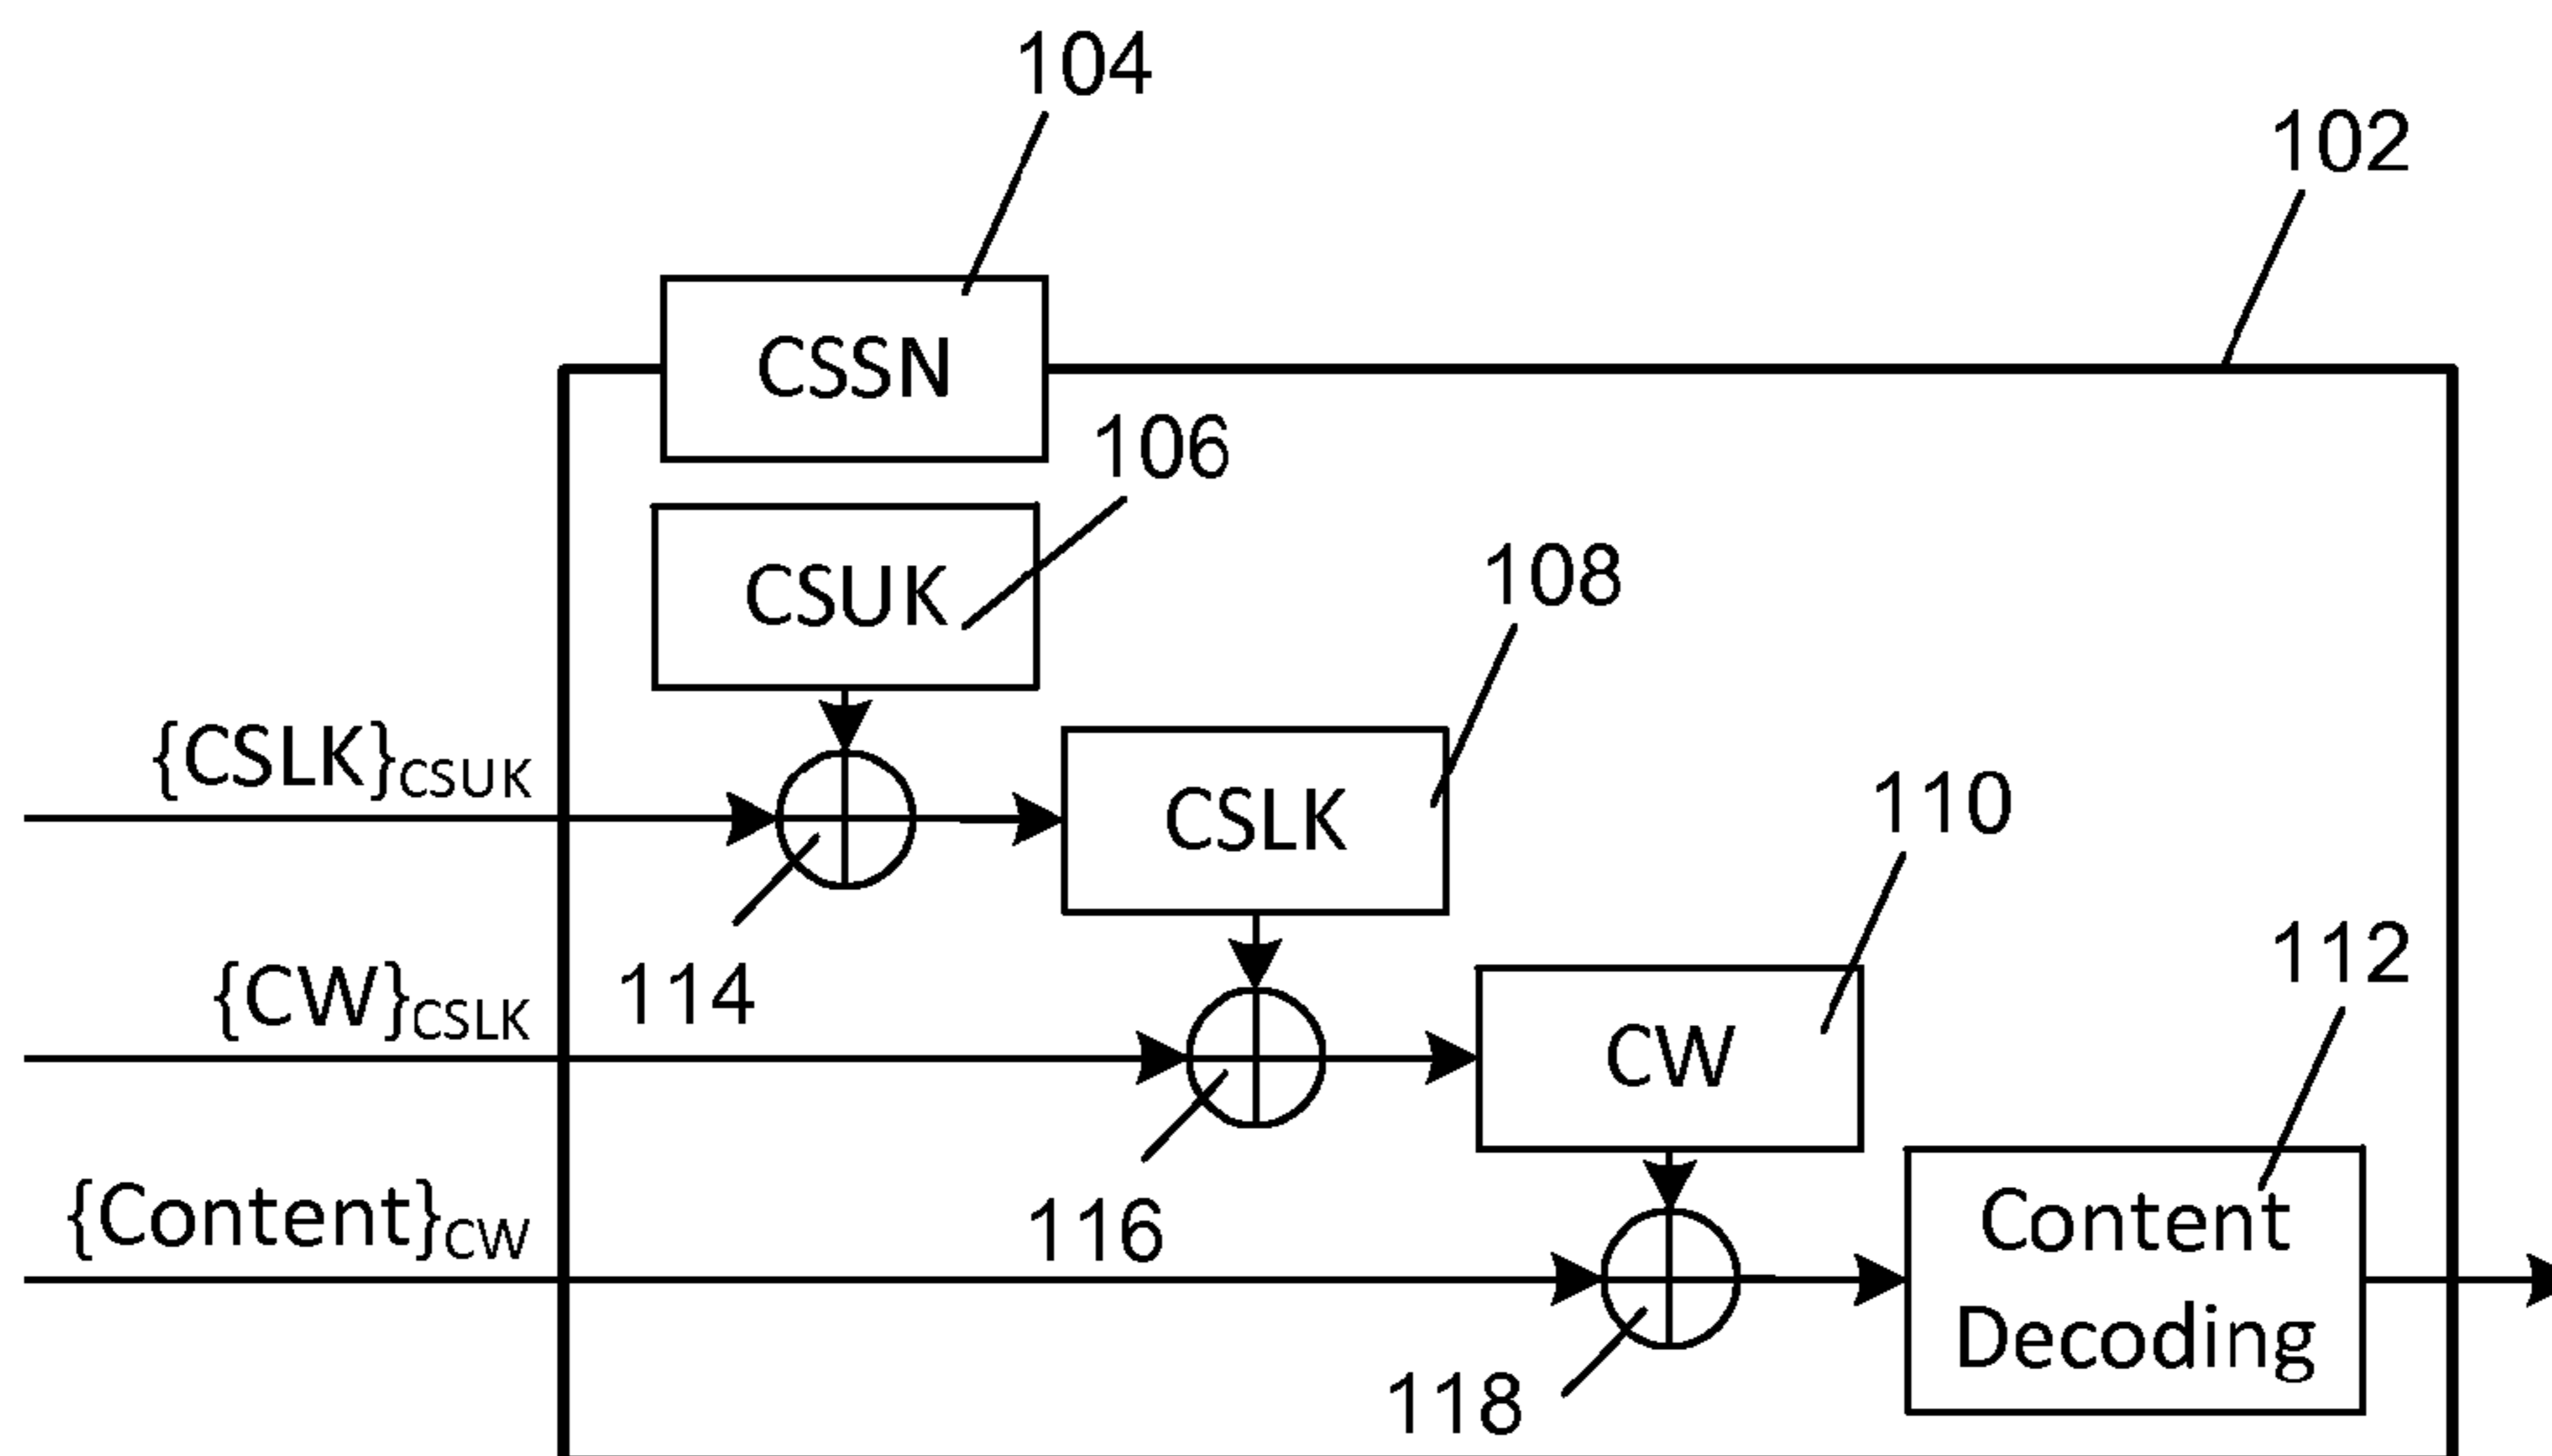 104
102
CSSN
106
CSUK
108
{CSLK}CSUK
CSLK
110
114
{CW}CSLK
CW
112
116
{Content}CW
Content
Decoding
118